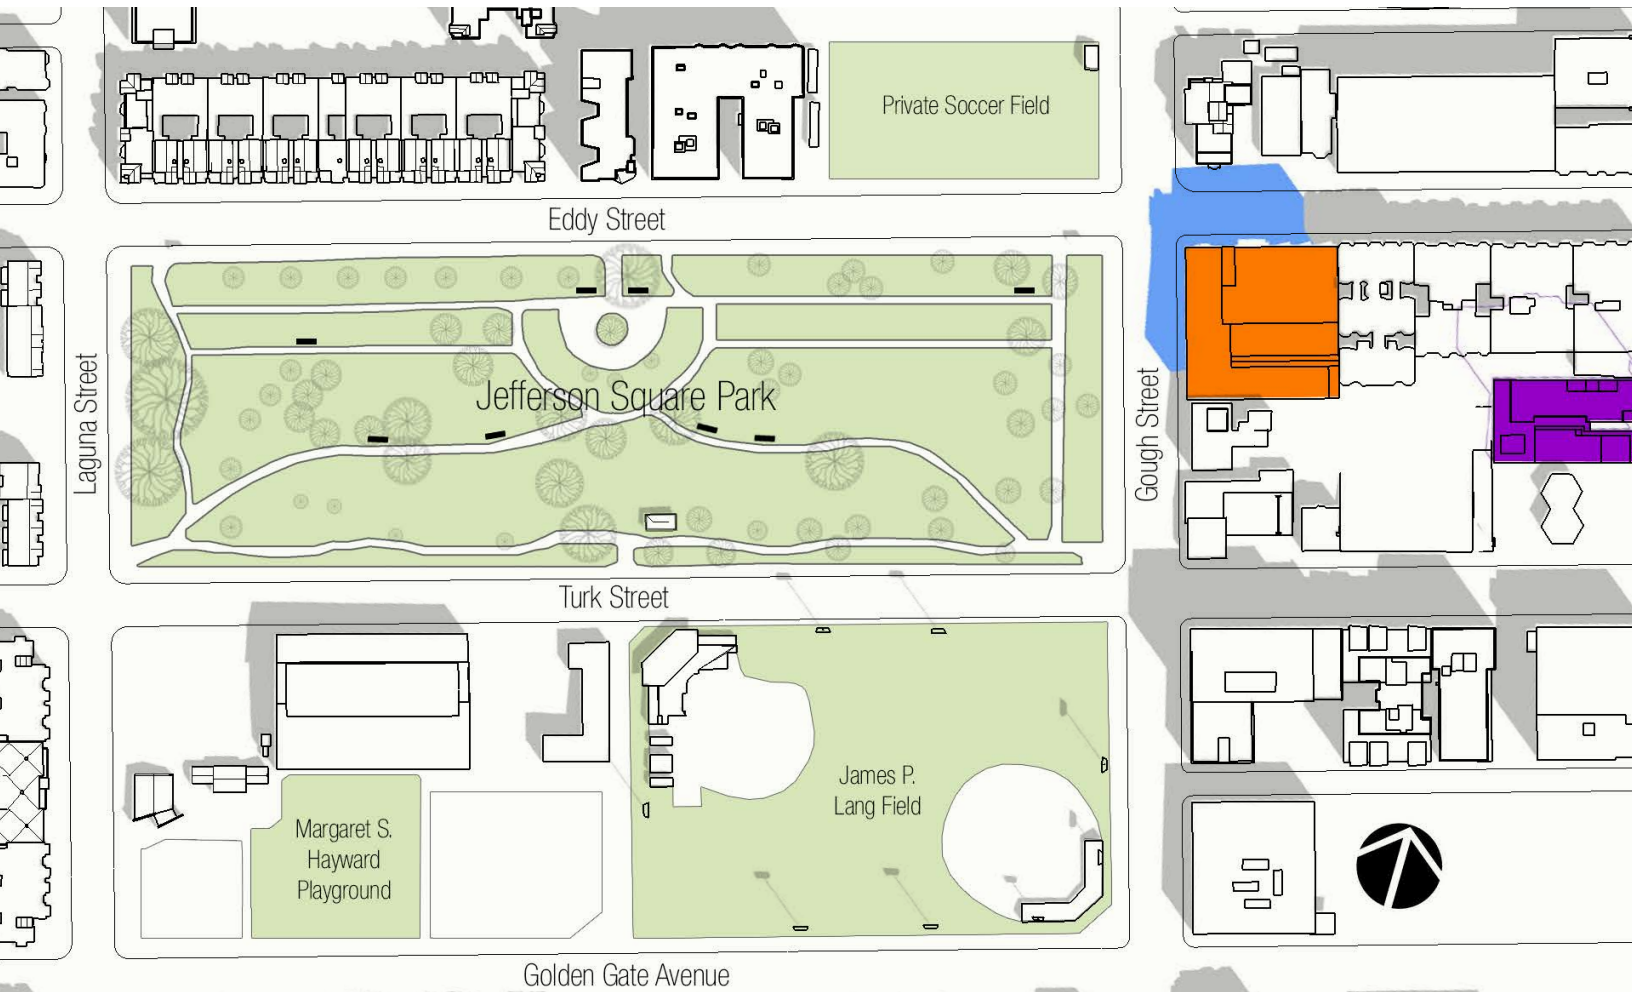 Private Soccer Field
Eddy Street
Laguna Street
Jefferson Square Park
Gough Street
Turk Street
James P.
Lang Field
Margaret S.
Hayward
Playground
Golden Gate Avenue